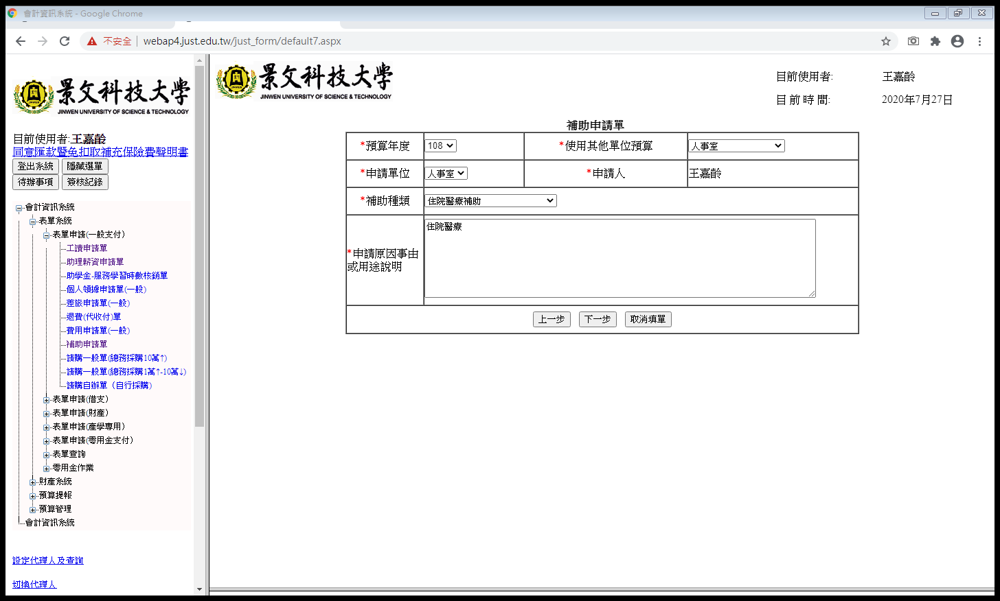 會計資訊系統 - Google Chrome
不安全 webap4.just.edu.tw/just_form/default7.aspx
景文科技大學
JINWEN UNIVERSITY OF SCIENCE & TECHNOLOGY
目前使用者:王嘉齡
同意匯款暨免扣取補充保險費聲明書
登出系統 隱藏選單
待辦事項 簽核紀錄
會計資訊系統
表單系統
表單申請(一般支付)
工讀申請單
助理薪資申請單
助學金-服務學習時數核銷單
個人領據申請單(一般)
差旅申請單(一般)
退費(代收付)單
費用申請單(一般)
補助申請單
請購一般單(總務採購10萬↑)
請購一般單(總務採購1萬↑-10萬↓)
請購自辦單（自行採購）
表單申請(借支)
表單申請(財產)
表單申請(產學專用)
表單申請(零用金支付)
表單查詢
零用金作業
財產系統
預算提報
預算管理
會計資訊系統
設定代理人及查詢
切換代理人
景文科技大學
JINWEN UNIVERSITY OF SCIENCE & TECHNOLOGY
目前使用者: 王嘉齡
目 前 時 間: 2020年7月27日
補助申請單
*預算年度 108 *使用其他單位預算 人事室
*申請單位 人事室 *申請人 王嘉齡
*補助種類 住院醫療補助
*申請原因事由
或用途說明
住院醫療
上一步 下一步 取消填單